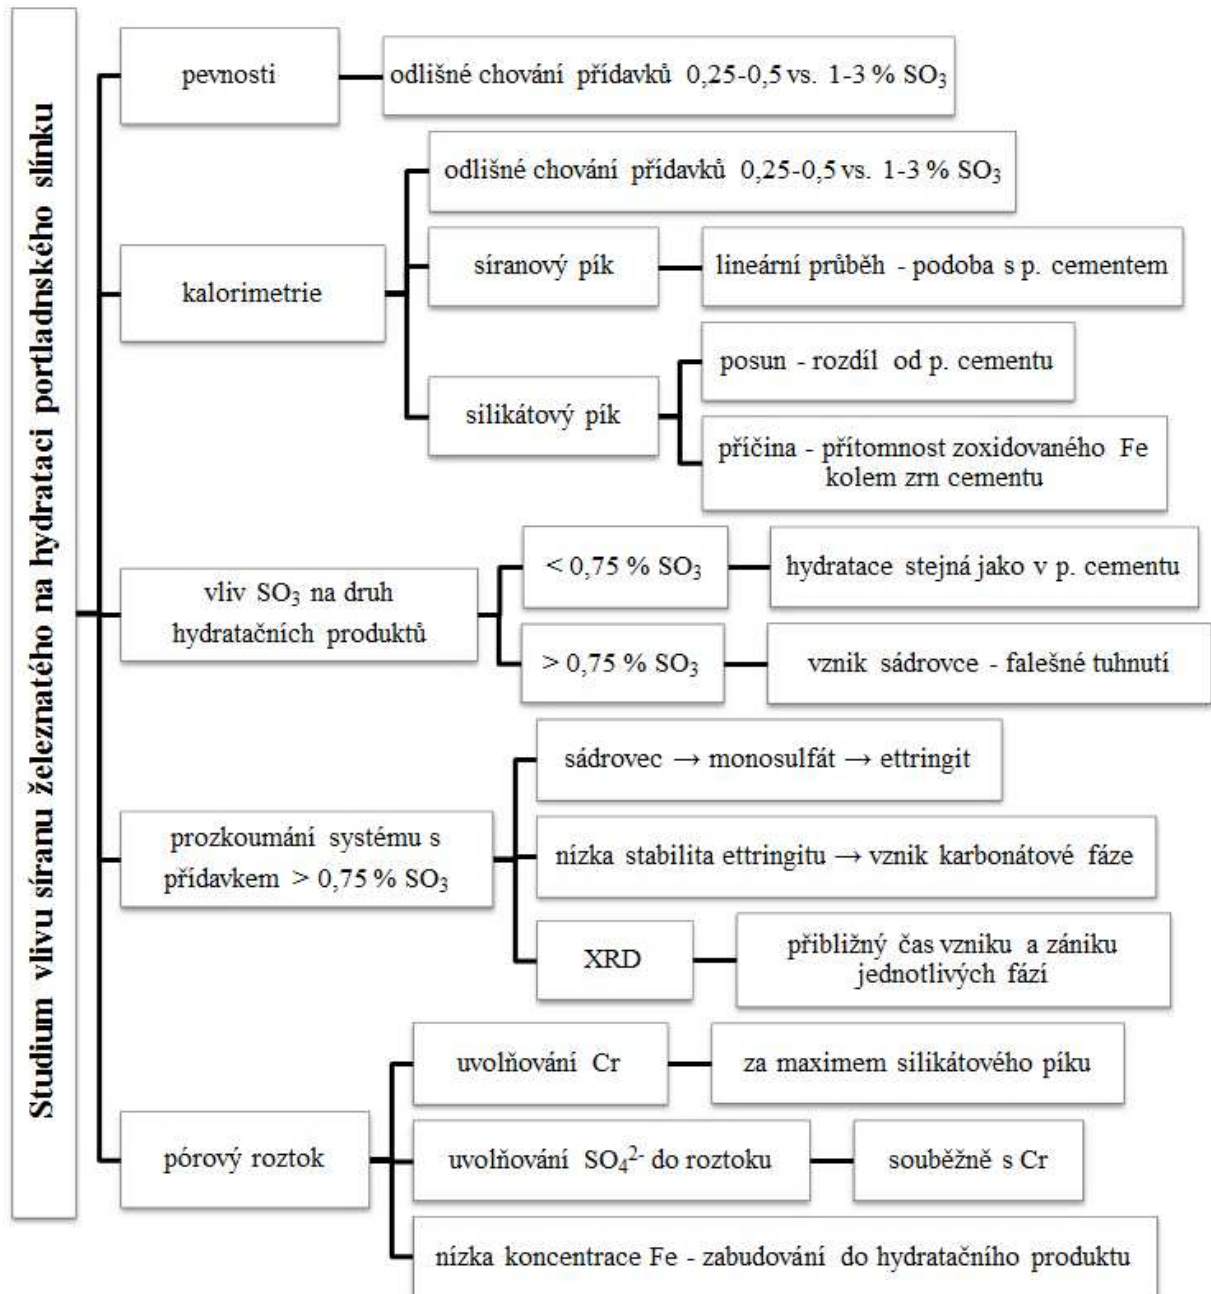 Studium vlivu síranu železnatého na hydrataci portladnského slínku
pevnosti
odlišné chování přídavků 0,25-0,5 vs. 1-3 % SO₃
kalorimetrie
odlišné chování přídavků 0,25-0,5 vs. 1-3 % SO₃
síranový pík
lineární průběh - podoba s p. cementem
silikátový pík
posun - rozdíl od p. cementu
příčina - přítomnost zoxidovaného Fe
kolem zrn cementu
vliv SO₃ na druh
hydratačních produktů
< 0,75 % SO₃
hydratace stejná jako v p. cementu
> 0,75 % SO₃
vznik sádrovce - falešné tuhnutí
prozkoumání systému s
přídavkem > 0,75 % SO₃
sádrovec → monosulfát → ettringit
nízka stabilita ettringitu → vznik karbonátové fáze
XRD
přibližný čas vzniku a zániku
jednotlivých fází
pórový roztok
uvolňování Cr
za maximem silikátového píku
uvolňování SO₄²⁻ do roztoku
souběžně s Cr
nízka koncentrace Fe - zabudování do hydratačního produktu